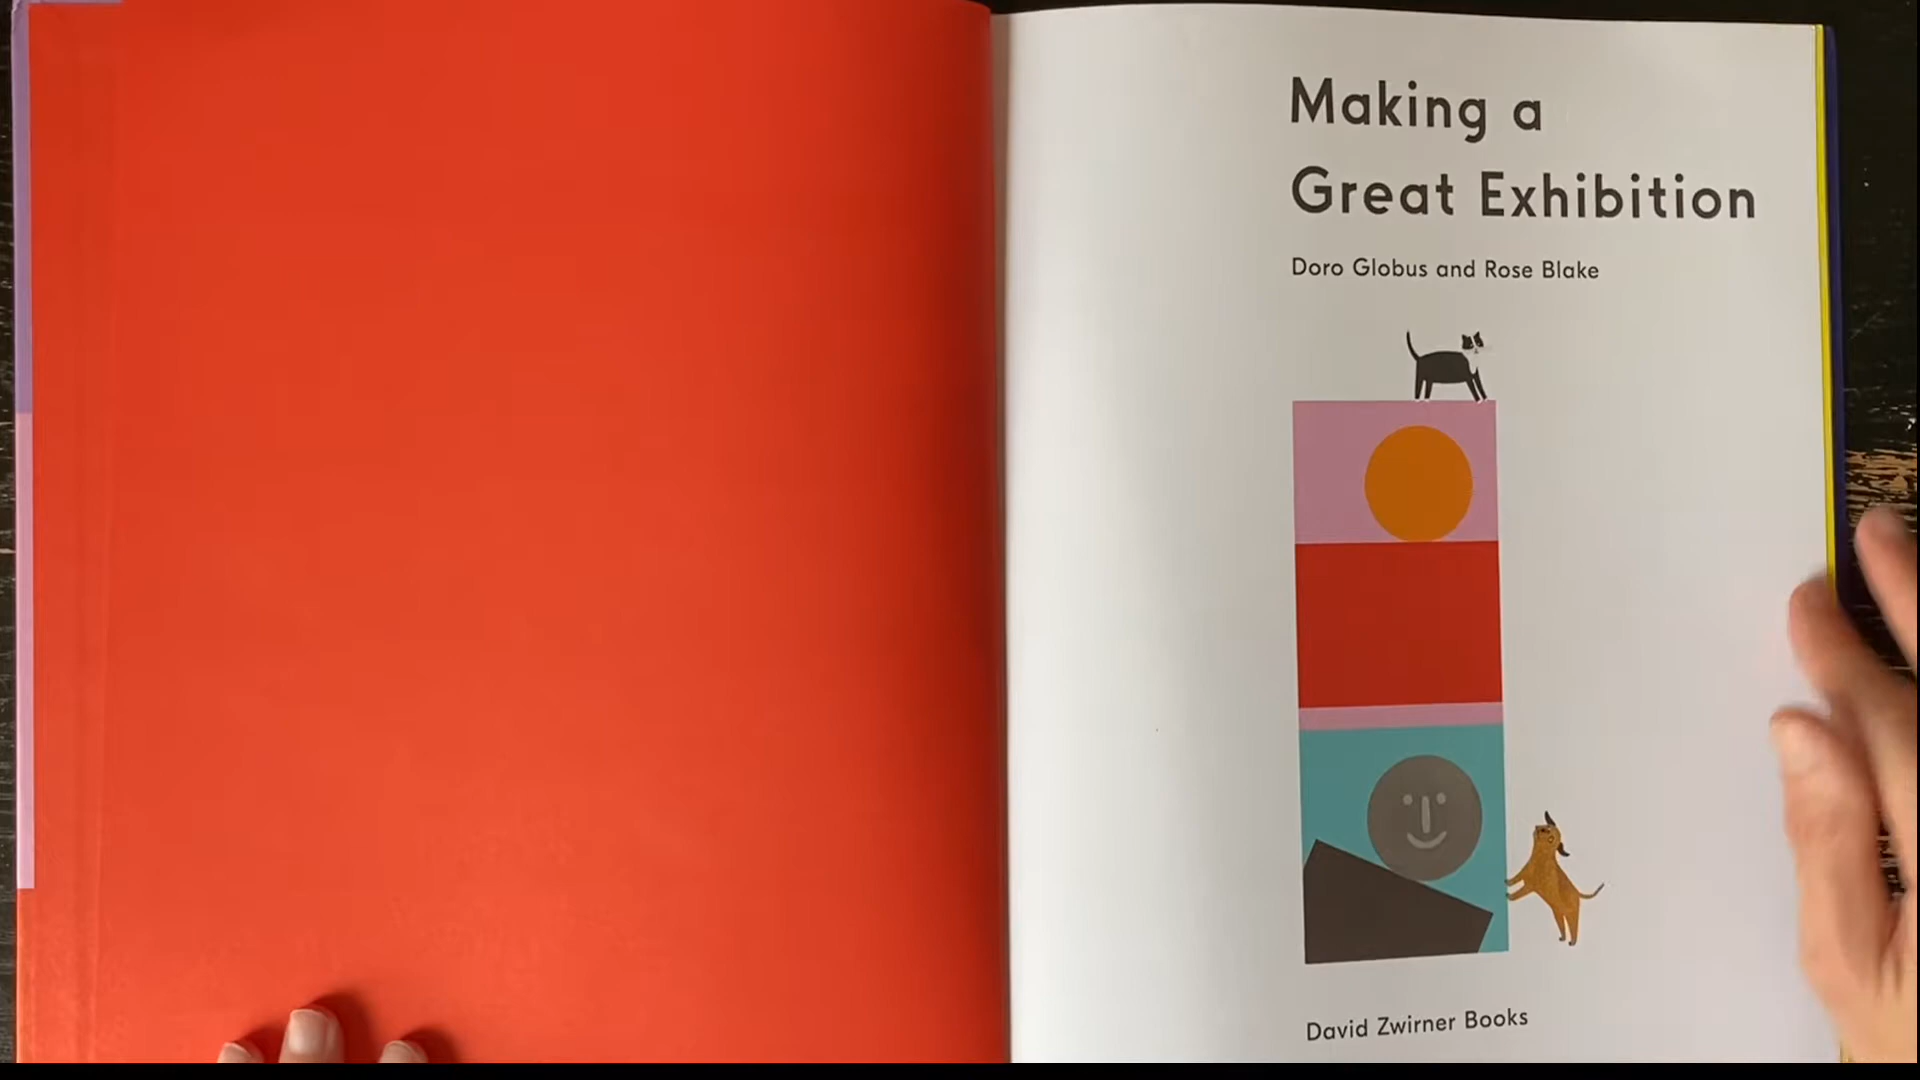 Making a
Great Exhibition
Doro Globus and Rose Blake
David Zwirner Books